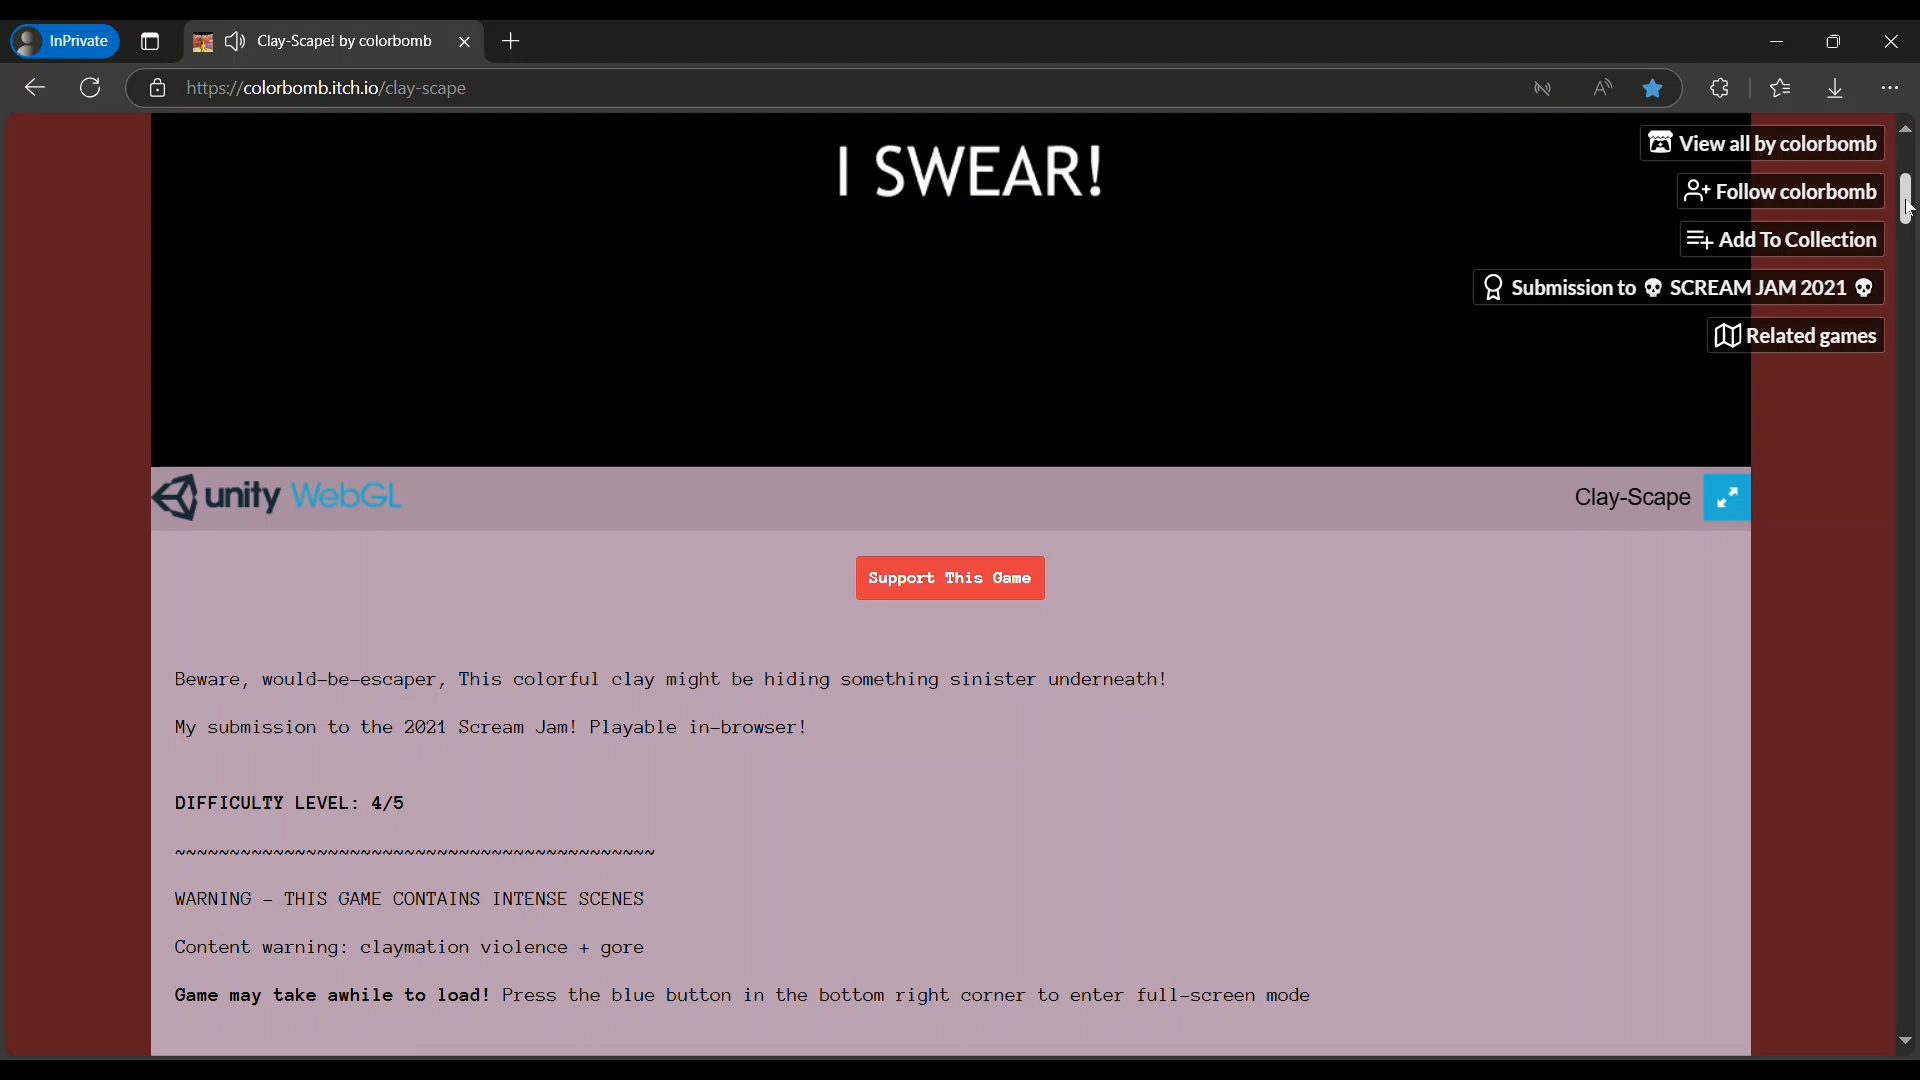 InPrivate
Clay-Scape! by colorbomb
https://colorbomb.itch.io/clay-scape
I SWEAR!
View all by colorbomb
Follow colorbomb
Add To Collection
Submission to 💀 SCREAM JAM 2021 💀
Related games
unity WebGL
Clay-Scape
Support This Game
Beware, would-be-escaper, This colorful clay might be hiding something sinister underneath!
My submission to the 2021 Scream Jam! Playable in-browser!
DIFFICULTY LEVEL: 4/5
~~~~~~~~~~~~~~~~~~~~~~~~~~~~~~~~~~~~~~~~~~~~
WARNING - THIS GAME CONTAINS INTENSE SCENES
Content warning: claymation violence + gore
Game may take awhile to load! Press the blue button in the bottom right corner to enter full-screen mode